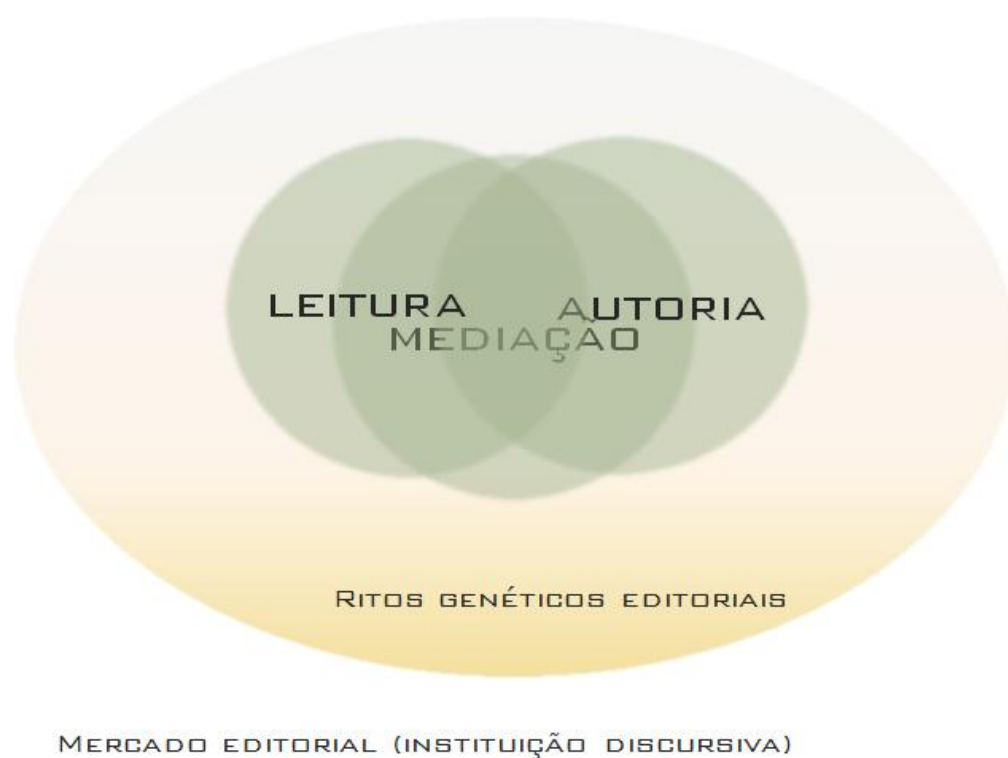 LEITURA AUTORIA
MEDIAÇÃO
RITOS GENÉTICOS EDITORIAIS
MERCADO EDITORIAL (INSTITUIÇÃO DISCURSIVA)